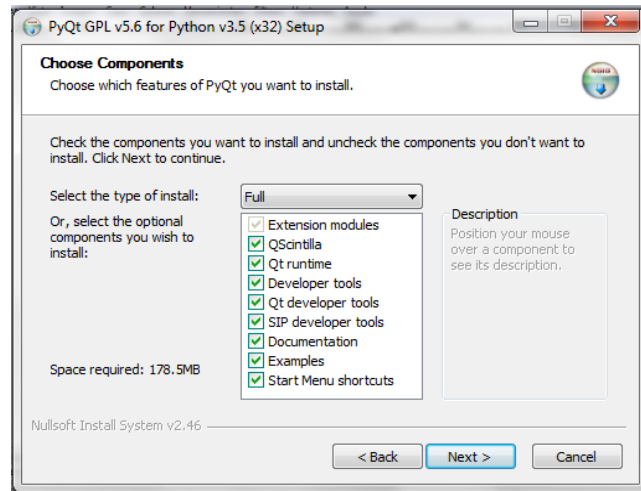 PyQt GPL v5.6 for Python v3.5 (x32) Setup
Choose Components
Choose which features of PyQt you want to install.
Check the components you want to install and uncheck the components you don't want to
install. Click Next to continue.
Select the type of install:
Full
Or, select the optional
components you wish to
install:
Extension modules
QScintilla
Qt runtime
Developer tools
Qt developer tools
SIP developer tools
Documentation
Examples
Start Menu shortcuts
Description
Position your mouse
over a component to
see its description.
Space required: 178.5MB
Nullsoft Install System v2.46
< Back
Next >
Cancel